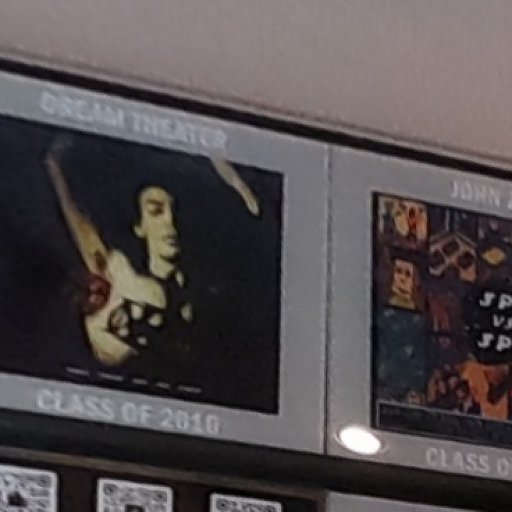 DREAM THEATER
CLASS OF 2010
JOHN
SP
VS
SP
CLASS O